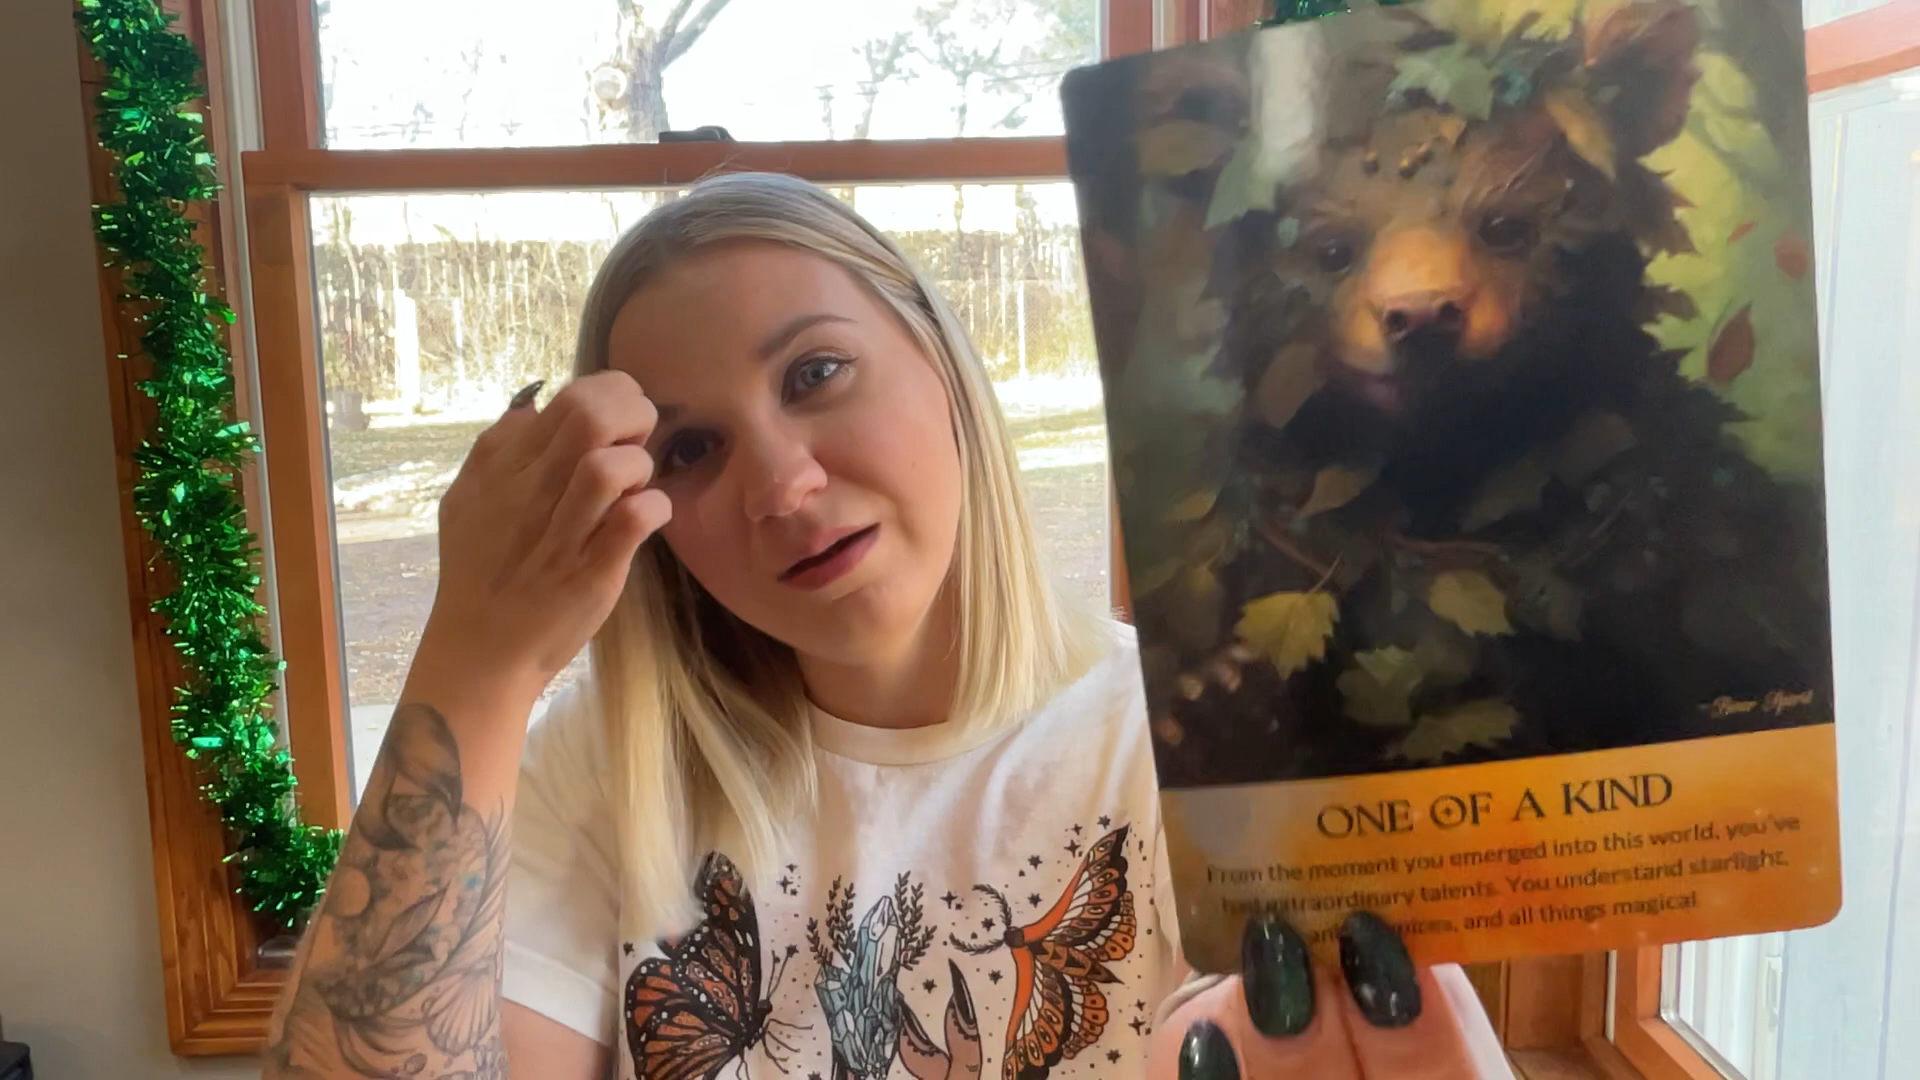 ONE OF A KIND
From the moment you emerged into this world, you've
had extraordinary talents. You understand starlight,
and all things magical